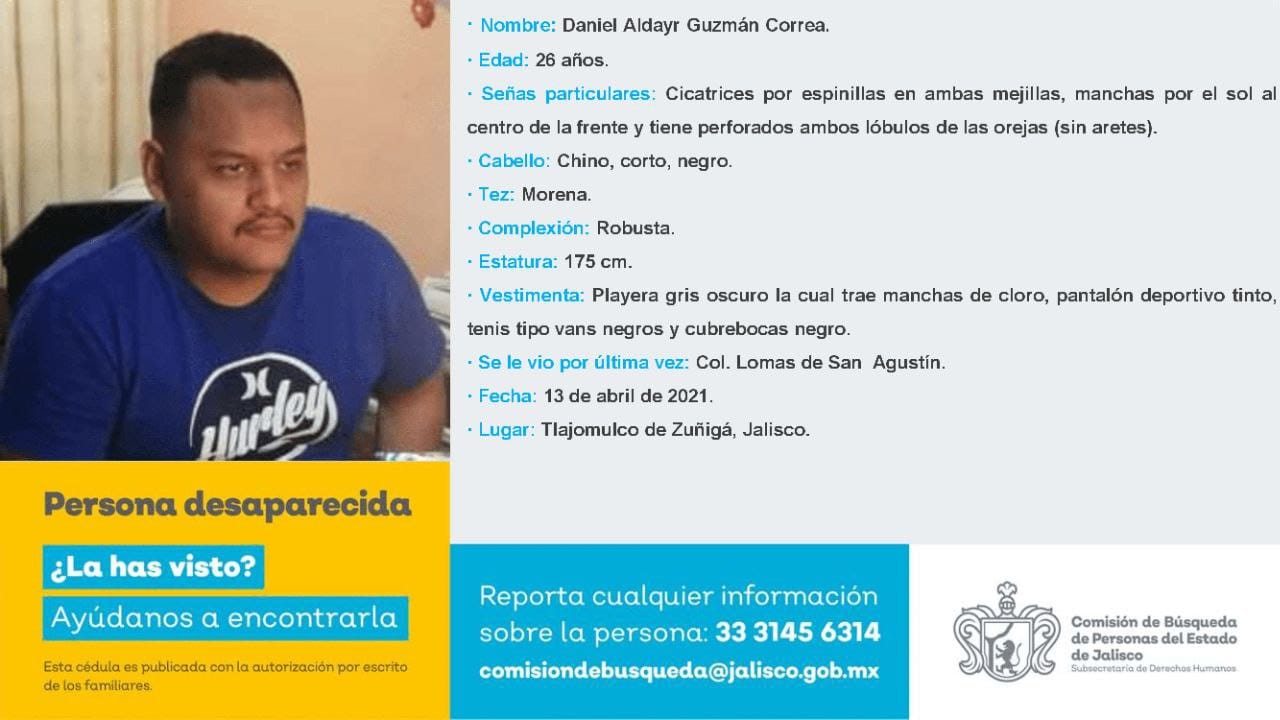 · Nombre: Daniel Aldayr Guzmán Correa.
· Edad: 26 años.
· Señas particulares: Cicatrices por espinillas en ambas mejillas, manchas por el sol al
centro de la frente y tiene perforados ambos lóbulos de las orejas (sin aretes).
· Cabello: Chino, corto, negro.
· Tez: Morena.
· Complexión: Robusta.
· Estatura: 175 cm.
· Vestimenta: Playera gris oscuro la cual trae manchas de cloro, pantalón deportivo tinto,
tenis tipo vans negros y cubrebocas negro.
· Se le vio por última vez: Col. Lomas de San Agustín.
· Fecha: 13 de abril de 2021.
· Lugar: Tlajomulco de Zuñigá, Jalisco.
Hurley
Persona desaparecida
¿La has visto?
Ayúdanos a encontrarla
Esta cédula es publicada con la autorización por escrito
de los familiares.
Reporta cualquier información
sobre la persona: 33 3145 6314
comisiondebusqueda@jalisco.gob.mx
Comisión de Búsqueda
de Personas del Estado
de Jalisco
Subsecretaría de Derechos Humanos